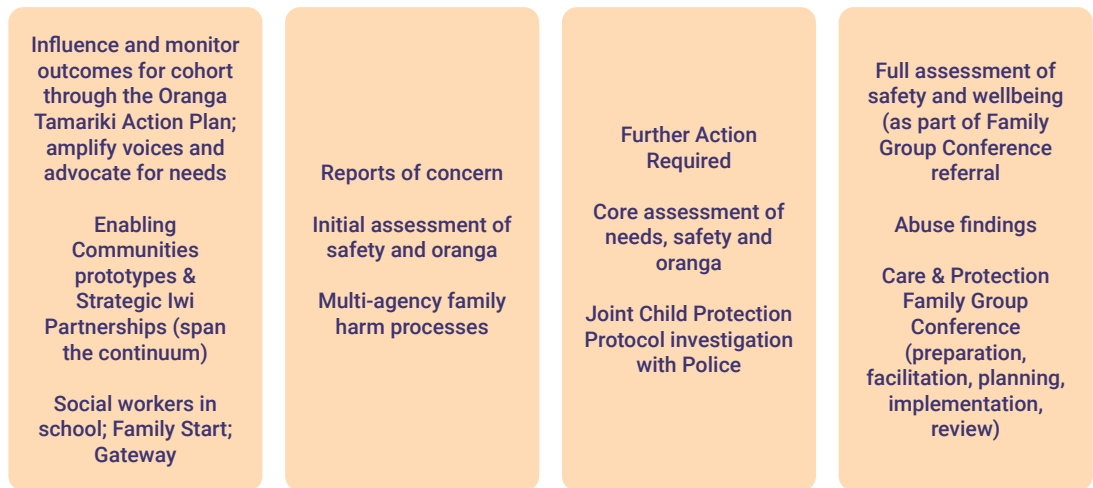 Influence and monitor
outcomes for cohort
through the Oranga
Tamariki Action Plan;
amplify voices and
advocate for needs
Enabling
Communities
prototypes &
Strategic Iwi
Partnerships (span
the continuum)
Social workers in
school; Family Start;
Gateway
Reports of concern
Initial assessment of
safety and oranga
Multi-agency family
harm processes
Further Action
Required
Core assessment of
needs, safety and
oranga
Joint Child Protection
Protocol investigation
with Police
Full assessment of
safety and wellbeing
(as part of Family
Group Conference
referral
Abuse findings
Care & Protection
Family Group
Conference
(preparation,
facilitation, planning,
implementation,
review)